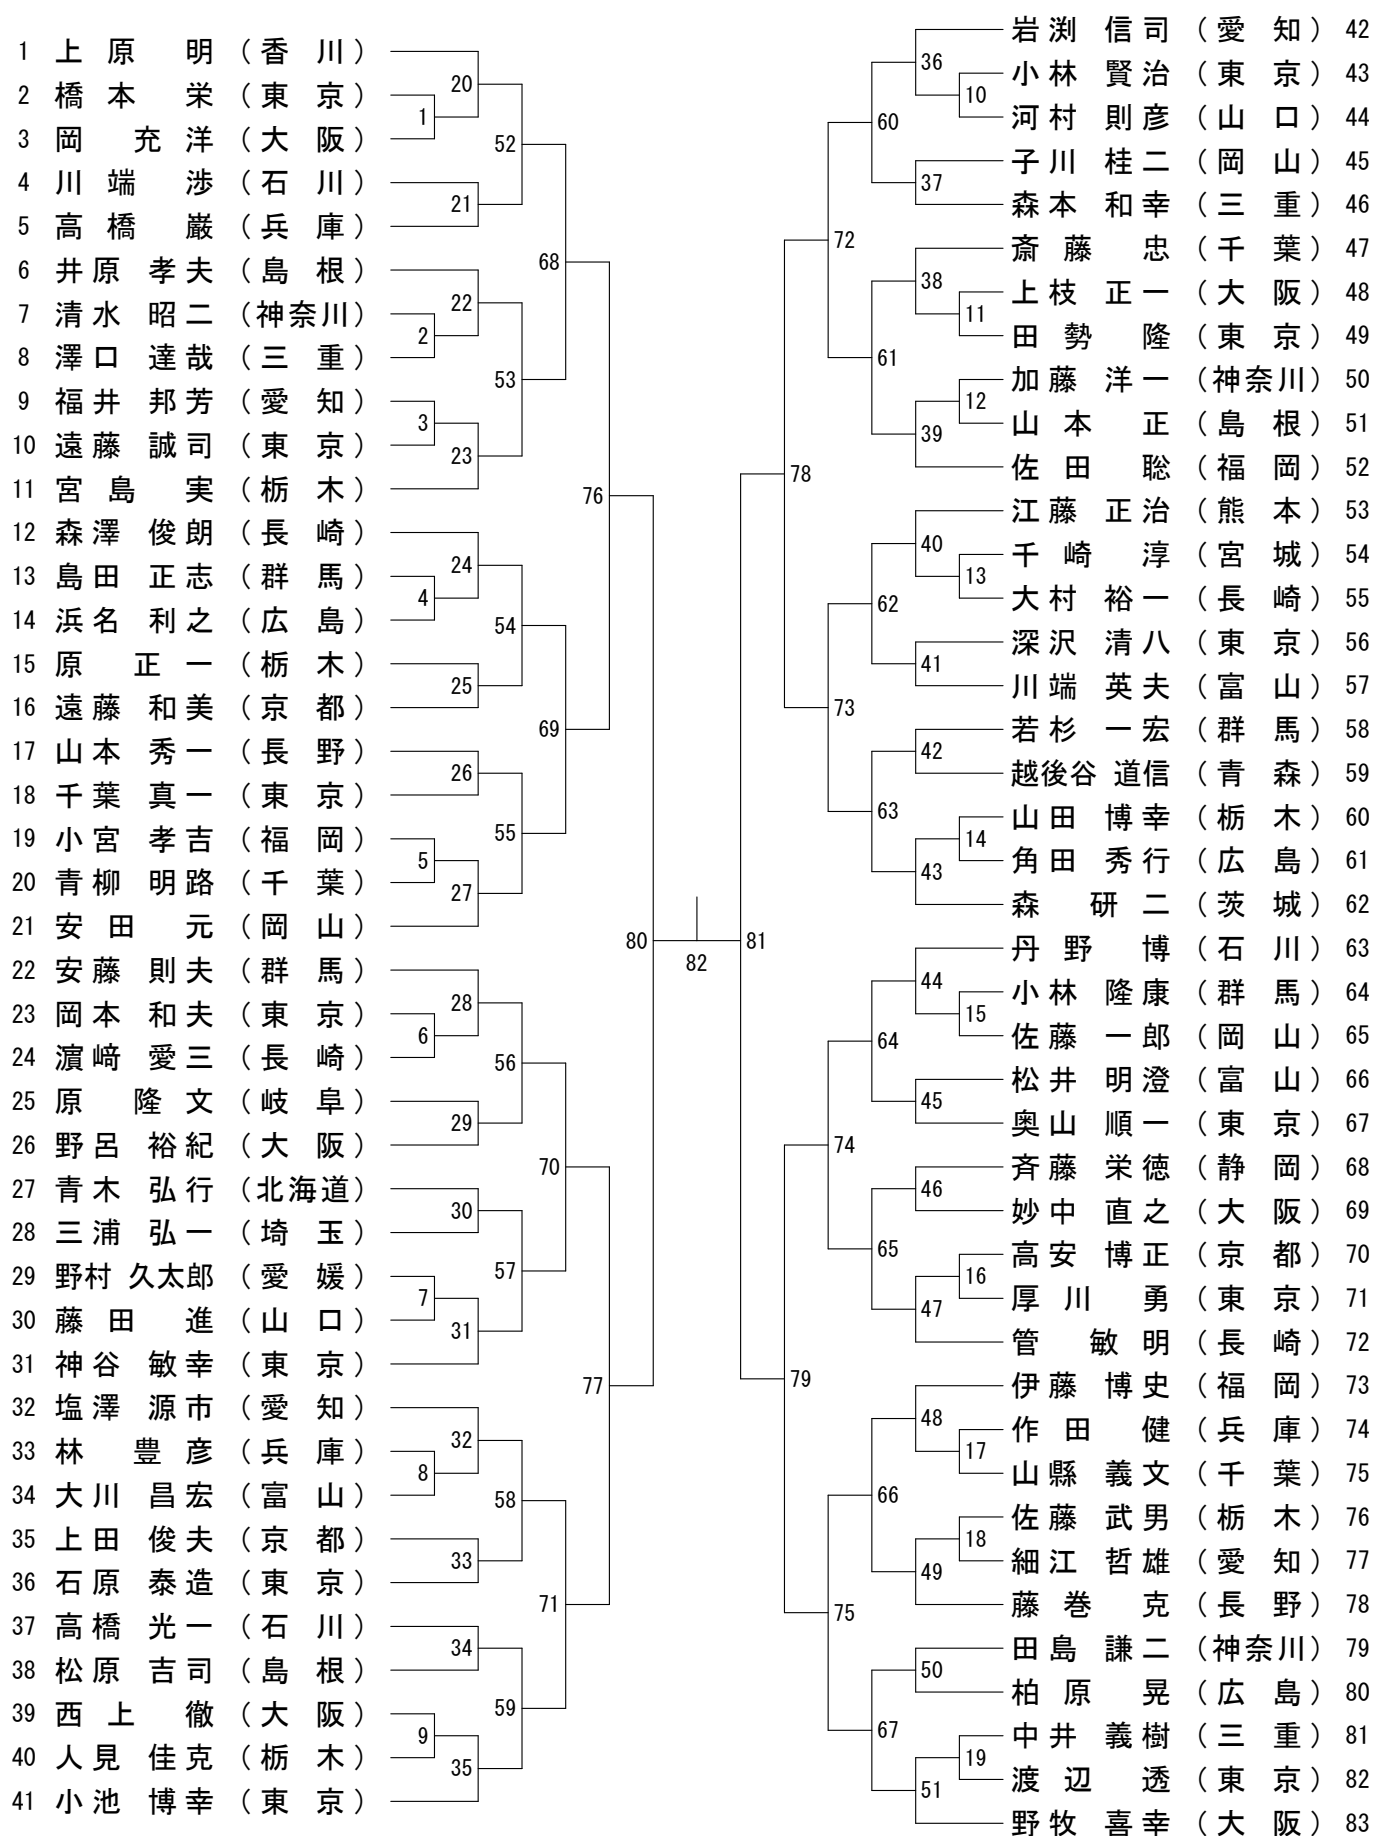 1 上原 明 (香川)
2 橋本 栄 (東京)
3 岡 充洋 (大阪)
4 川端 渉 (石川)
5 高橋 巌 (兵庫)
6 井原 孝夫 (島根)
7 清水 昭二 (神奈川)
8 澤口 達哉 (三重)
9 福井 邦芳 (愛知)
10 遠藤 誠司 (東京)
11 宮島 実 (栃木)
12 森澤 俊朗 (長崎)
13 島田 正志 (群馬)
14 浜名 利之 (広島)
15 原 正一 (栃木)
16 遠藤 和美 (京都)
17 山本 秀一 (長野)
18 千葉 真一 (東京)
19 小宮 孝吉 (福岡)
20 青柳 明路 (千葉)
21 安田 元 (岡山)
22 安藤 則夫 (群馬)
23 岡本 和夫 (東京)
24 濵﨑 愛三 (長崎)
25 原 隆文 (岐阜)
26 野呂 裕紀 (大阪)
27 青木 弘行 (北海道)
28 三浦 弘一 (埼玉)
29 野村 久太郎 (愛媛)
30 藤田 進 (山口)
31 神谷 敏幸 (東京)
32 塩澤 源市 (愛知)
33 林 豊彦 (兵庫)
34 大川 昌宏 (富山)
35 上田 俊夫 (京都)
36 石原 泰造 (東京)
37 高橋 光一 (石川)
38 松原 吉司 (島根)
39 西上 徹 (大阪)
40 人見 佳克 (栃木)
41 小池 博幸 (東京)
1
2
3
4
5
6
7
8
9
20
21
22
23
24
25
26
27
28
29
30
31
32
33
34
35
52
53
54
55
56
57
58
59
68
69
70
71
76
77
80
82
81
78
79
72
73
74
75
60
61
62
63
64
65
66
67
36
37
38
39
40
41
42
43
44
45
46
47
48
49
50
51
10
11
12
13
14
15
16
17
18
19
岩渕 信司 (愛知) 42
小林 賢治 (東京) 43
河村 則彦 (山口) 44
子川 桂二 (岡山) 45
森本 和幸 (三重) 46
斎藤 忠 (千葉) 47
上枝 正一 (大阪) 48
田勢 隆 (東京) 49
加藤 洋一 (神奈川) 50
山本 正 (島根) 51
佐田 聡 (福岡) 52
江藤 正治 (熊本) 53
千崎 淳 (宮城) 54
大村 裕一 (長崎) 55
深沢 清八 (東京) 56
川端 英夫 (富山) 57
若杉 一宏 (群馬) 58
越後谷 道信 (青森) 59
山田 博幸 (栃木) 60
角田 秀行 (広島) 61
森 研二 (茨城) 62
丹野 博 (石川) 63
小林 隆康 (群馬) 64
佐藤 一郎 (岡山) 65
松井 明澄 (富山) 66
奥山 順一 (東京) 67
斉藤 栄徳 (静岡) 68
妙中 直之 (大阪) 69
高安 博正 (京都) 70
厚川 勇 (東京) 71
管 敏明 (長崎) 72
伊藤 博史 (福岡) 73
作田 健 (兵庫) 74
山縣 義文 (千葉) 75
佐藤 武男 (栃木) 76
細江 哲雄 (愛知) 77
藤巻 克 (長野) 78
田島 謙二 (神奈川) 79
柏原 晃 (広島) 80
中井 義樹 (三重) 81
渡辺 透 (東京) 82
野牧 喜幸 (大阪) 83